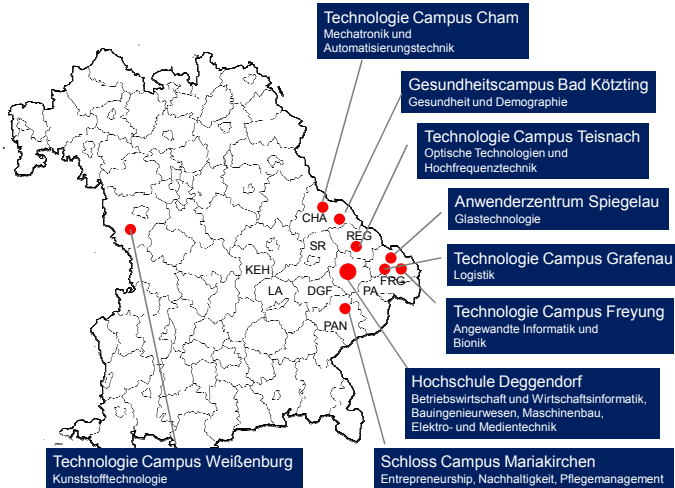 Technologie Campus Cham
Mechatronik und
Automatisierungstechnik
Gesundheitscampus Bad Kötzting
Gesundheit und Demographie
Technologie Campus Teisnach
Optische Technologien und
Hochfrequenztechnik
Anwenderzentrum Spiegelau
Glastechnologie
Technologie Campus Grafenau
Logistik
Technologie Campus Freyung
Angewandte Informatik und
Bionik
Hochschule Deggendorf
Betriebswirtschaft und Wirtschaftsinformatik,
Bauingenieurwesen, Maschinenbau,
Elektro- und Medientechnik
Schloss Campus Mariakirchen
Entrepreneurship, Nachhaltigkeit, Pflegemanagement
Technologie Campus Weißenburg
Kunststofftechnologie
CHA
REG
SR
KEH
FRG
LA
DGF
PA
PAN